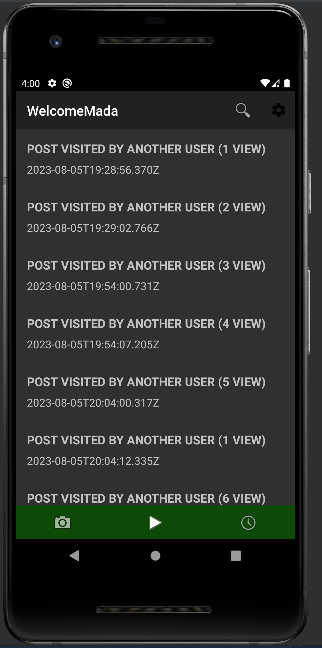 4:00
WelcomeMada
POST VISITED BY ANOTHER USER (1 VIEW)
2023-08-05T19:28:56.370Z
POST VISITED BY ANOTHER USER (2 VIEW)
2023-08-05T19:29:02.766Z
POST VISITED BY ANOTHER USER (3 VIEW)
2023-08-05T19:54:00.731Z
POST VISITED BY ANOTHER USER (4 VIEW)
2023-08-05T19:54:07.205Z
POST VISITED BY ANOTHER USER (5 VIEW)
2023-08-05T20:04:00.317Z
POST VISITED BY ANOTHER USER (1 VIEW)
2023-08-05T20:04:12.335Z
POST VISITED BY ANOTHER USER (6 VIEW)